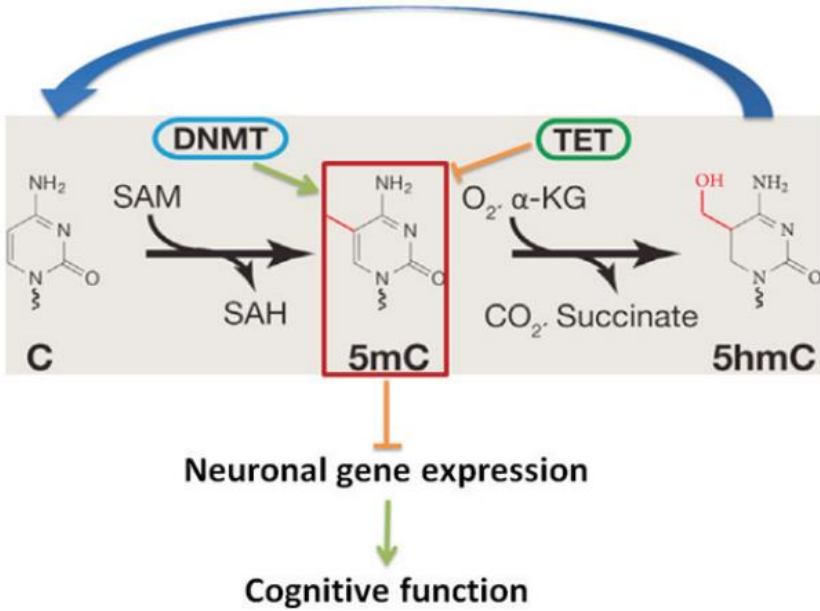 DNMT
TET
NH₂
N
N
O
C
SAM
SAH
NH₂
N
N
O
5mC
O₂. α-KG
CO₂. Succinate
OH
NH₂
N
N
O
5hmC
Neuronal gene expression
Cognitive function